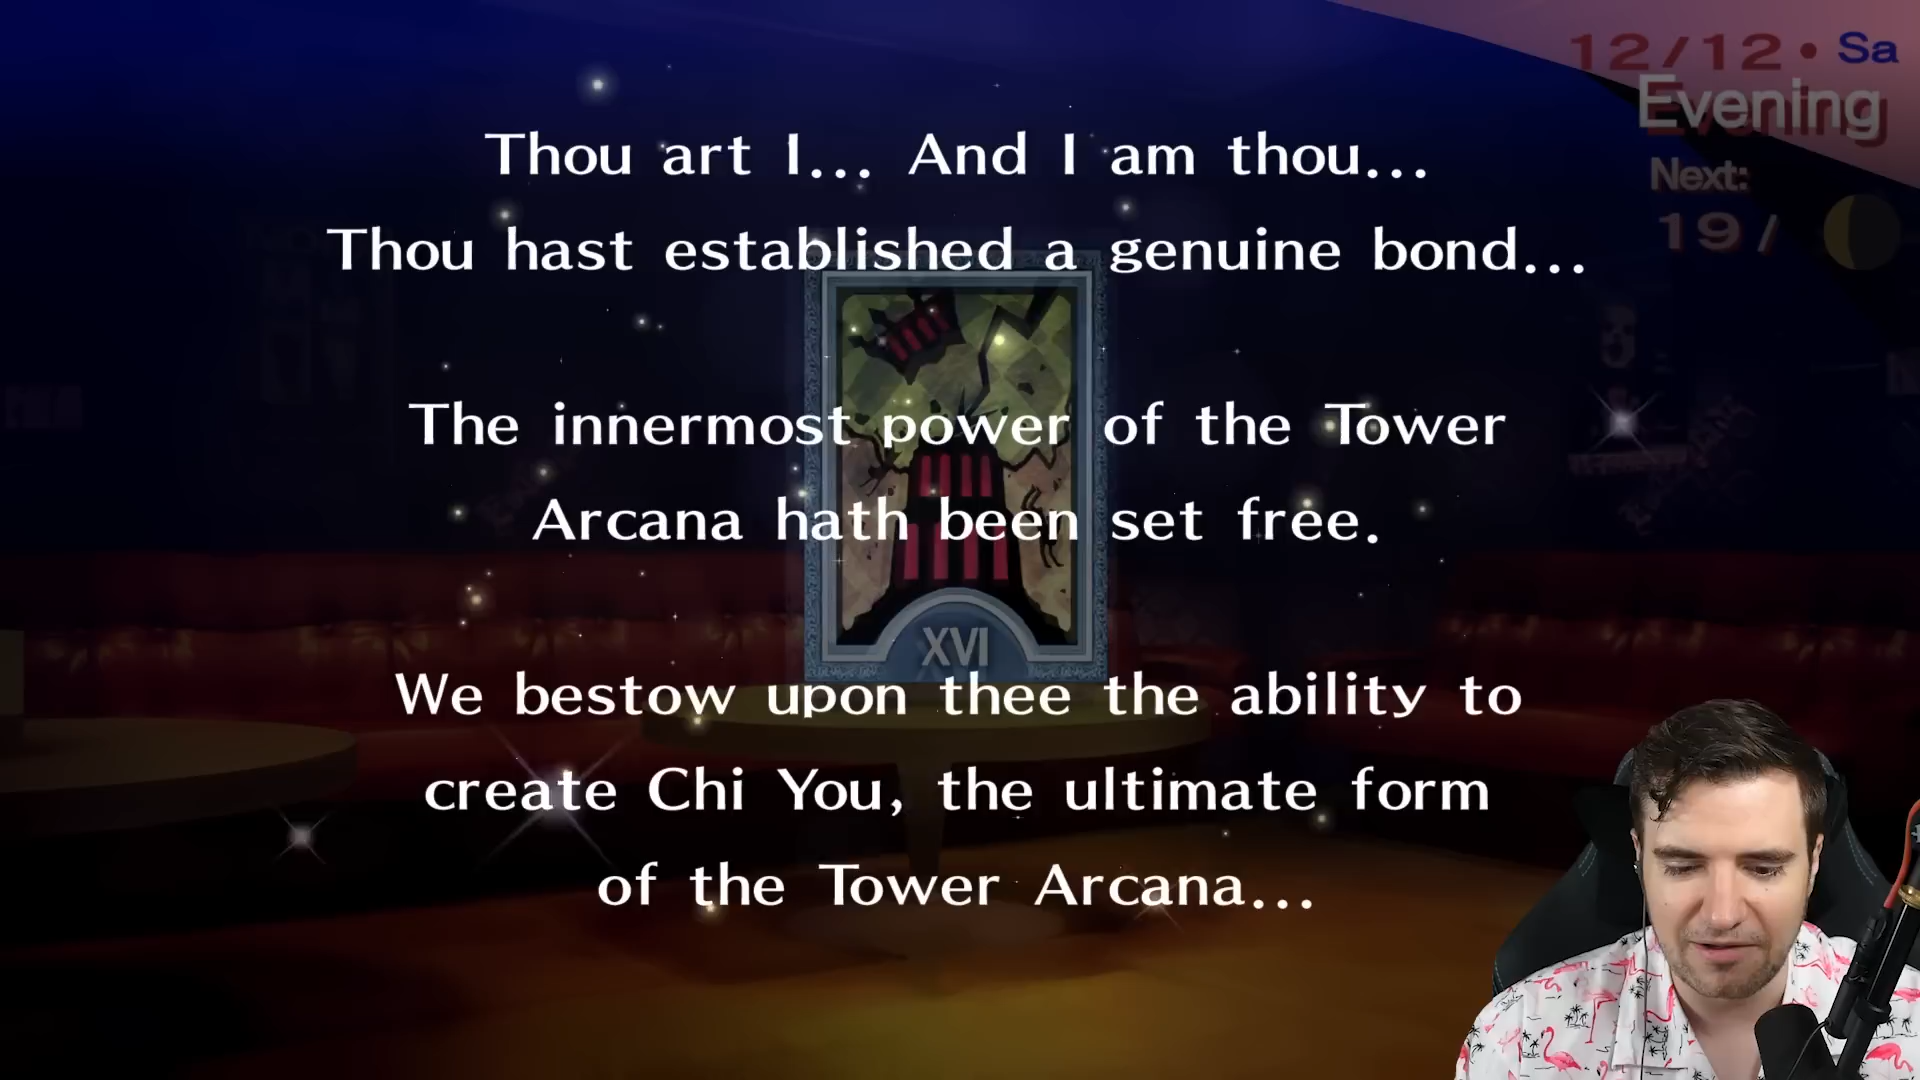 12/12 • Sa
Evening
Next:
19 /
Thou art I... And I am thou...
Thou hast established a genuine bond...
The innermost power of the Tower
Arcana hath been set free.
XVI
We bestow upon thee the ability to
create Chi You, the ultimate form
of the Tower Arcana...